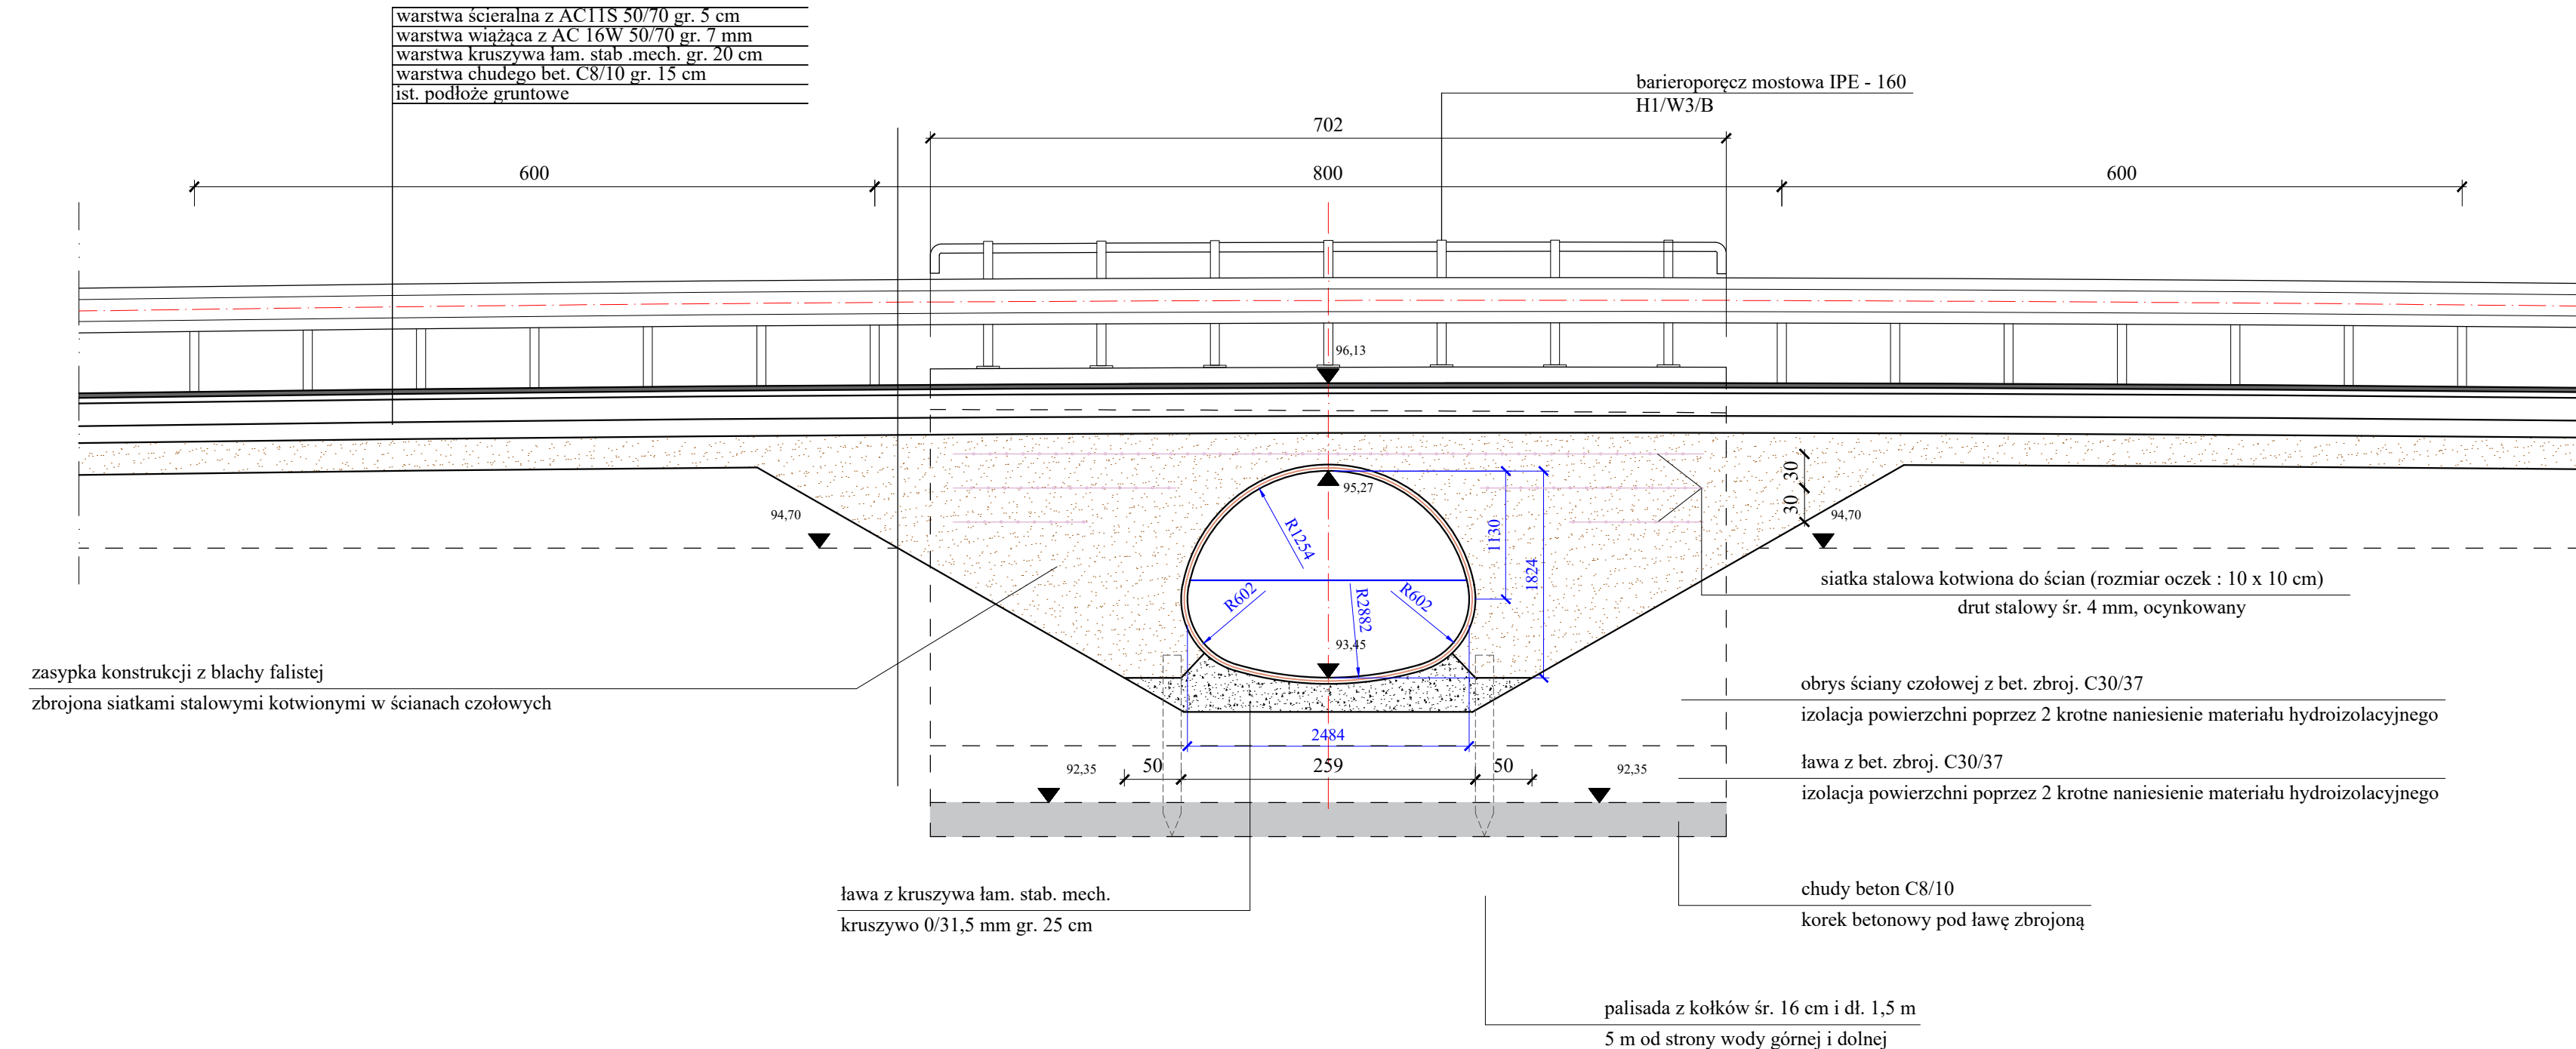 warstwa ścieralna z AC11S 50/70 gr. 5 cm
warstwa wiążąca z AC 16W 50/70 gr. 7 mm
warstwa kruszywa łam. stab .mech. gr. 20 cm
warstwa chudego bet. C8/10 gr. 15 cm
ist. podłoże gruntowe
barieroporęcz mostowa IPE - 160
H1/W3/B
702
600
800
600
96,13
95,27
94,70
94,70
30
30
R1254
1130
1824
R602
R2882
R602
93,45
siatka stalowa kotwiona do ścian (rozmiar oczek : 10 x 10 cm)
drut stalowy śr. 4 mm, ocynkowany
zasypka konstrukcji z blachy falistej
zbrojona siatkami stalowymi kotwionymi w ścianach czołowych
obrys ściany czołowej z bet. zbroj. C30/37
izolacja powierzchni poprzez 2 krotne naniesienie materiału hydroizolacyjnego
2484
92,35
50
259
50
92,35
ława z bet. zbroj. C30/37
izolacja powierzchni poprzez 2 krotne naniesienie materiału hydroizolacyjnego
ława z kruszywa łam. stab. mech.
kruszywo 0/31,5 mm gr. 25 cm
chudy beton C8/10
korek betonowy pod ławę zbrojoną
palisada z kołków śr. 16 cm i dł. 1,5 m
5 m od strony wody górnej i dolnej